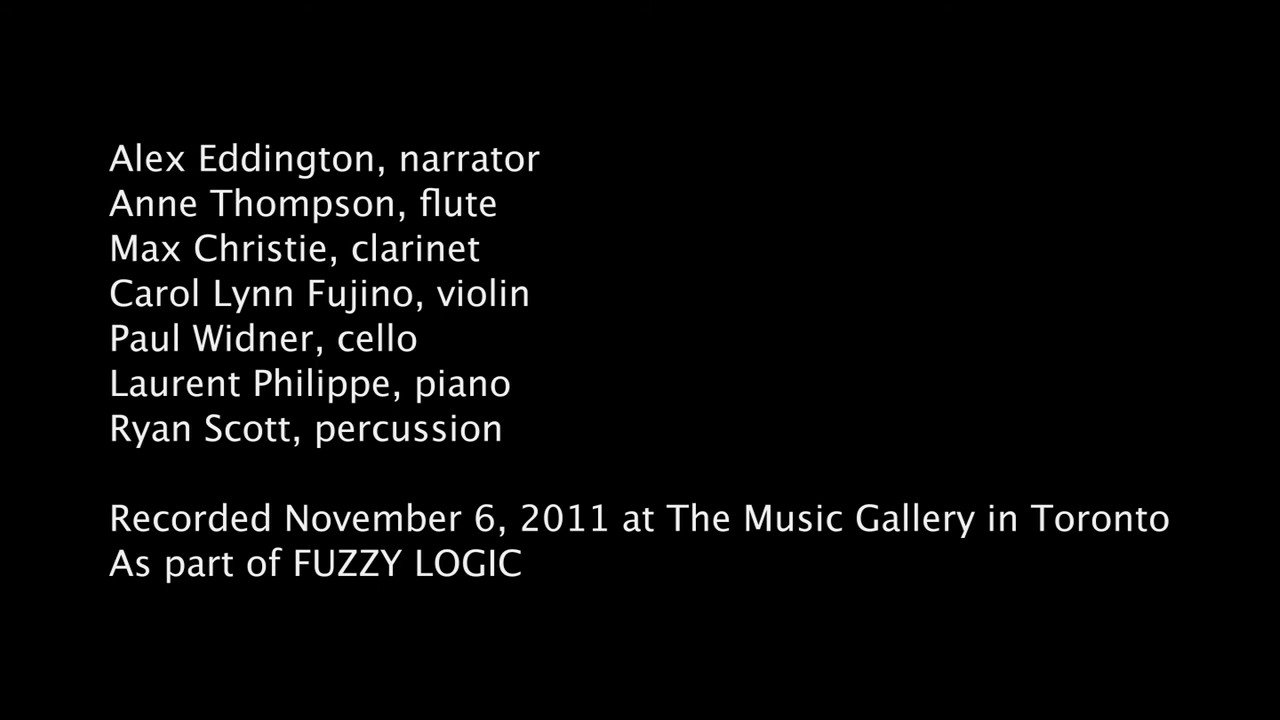 Alex Eddington, narrator
Anne Thompson, flute
Max Christie, clarinet
Carol Lynn Fujino, violin
Paul Widner, cello
Laurent Philippe, piano
Ryan Scott, percussion
Recorded November 6, 2011 at The Music Gallery in Toronto
As part of FUZZY LOGIC